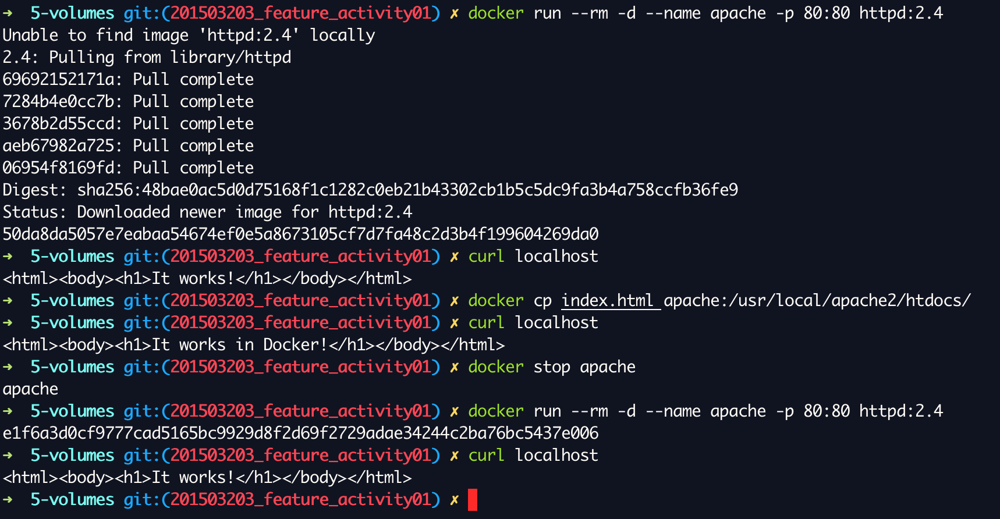 ➜  5-volumes git:(201503203_feature_activity01) ✗ docker run --rm -d --name apache -p 80:80 httpd:2.4
Unable to find image 'httpd:2.4' locally
2.4: Pulling from library/httpd
69692152171a: Pull complete
7284b4e0cc7b: Pull complete
3678b2d55ccd: Pull complete
aeb67982a725: Pull complete
06954f8169fd: Pull complete
Digest: sha256:48bae0ac5d0d75168f1c1282c0eb21b43302cb1b5c5dc9fa3b4a758ccfb36fe9
Status: Downloaded newer image for httpd:2.4
50da8da5057e7eabaa54674ef0e5a8673105cf7d7fa48c2d3b4f199604269da0
➜  5-volumes git:(201503203_feature_activity01) ✗ curl localhost
<html><body><h1>It works!</h1></body></html>
➜  5-volumes git:(201503203_feature_activity01) ✗ docker cp index.html apache:/usr/local/apache2/htdocs/
➜  5-volumes git:(201503203_feature_activity01) ✗ curl localhost
<html><body><h1>It works in Docker!</h1></body></html>
➜  5-volumes git:(201503203_feature_activity01) ✗ docker stop apache
apache
➜  5-volumes git:(201503203_feature_activity01) ✗ docker run --rm -d --name apache -p 80:80 httpd:2.4
e1f6a3d0cf9777cad5165bc9929d8f2d69f2729adae34244c2ba76bc5437e006
➜  5-volumes git:(201503203_feature_activity01) ✗ curl localhost
<html><body><h1>It works!</h1></body></html>
➜  5-volumes git:(201503203_feature_activity01) ✗